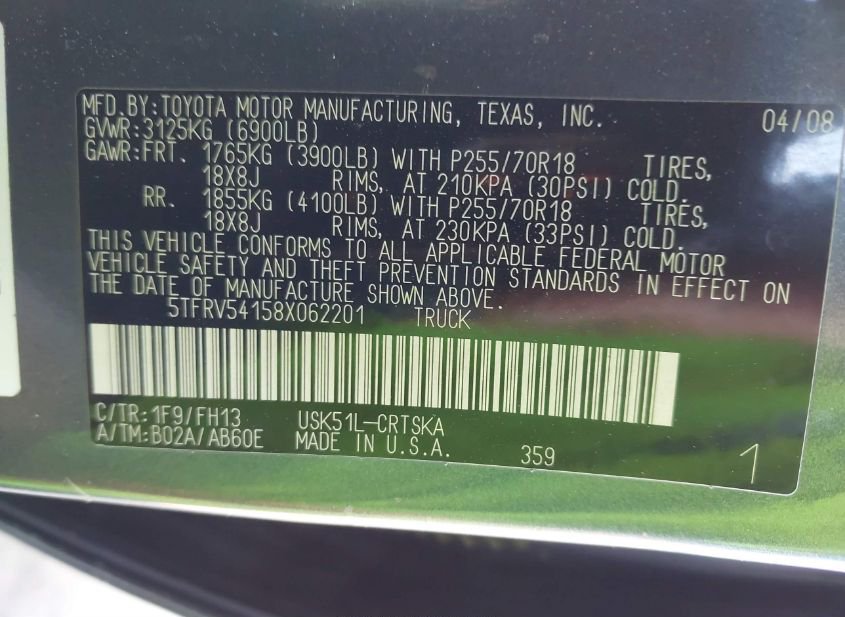 MFD.BY:TOYOTA MOTOR MANUFACTURING, TEXAS, INC. 04/08
GVWR:3125KG (6900LB)
GAWR:FRT. 1765KG (3900LB) WITH P255/70R18 TIRES,
18X8J RIMS, AT 210KPA (30PSI) COLD.
RR. 1855KG (4100LB) WITH P255/70R18 TIRES,
18X8J RIMS, AT 230KPA (33PSI) COLD.
THIS VEHICLE CONFORMS TO ALL APPLICABLE FEDERAL MOTOR
VEHICLE SAFETY AND THEFT PREVENTION STANDARDS IN EFFECT ON
THE DATE OF MANUFACTURE SHOWN ABOVE.
5TFRV54158X062201 TRUCK
C/TR:1F9/FH13 USK51L-CRTSKA
A/TM:B02A/AB60E MADE IN U.S.A. 359 1